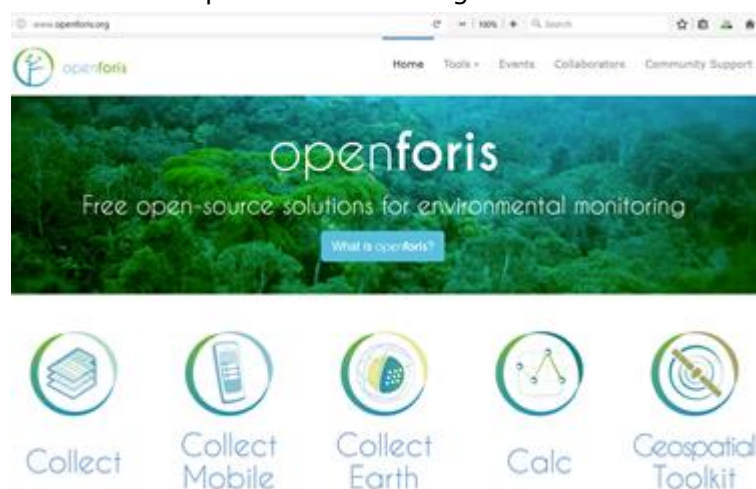 www.openforis.org
100%
Search
openforis
Home Tools Events Collaborators Community Support
openforis
Free open-source solutions for environmental monitoring
What is openforis?
Collect
Collect Mobile
Collect Earth
Calc
Geospatial Toolkit